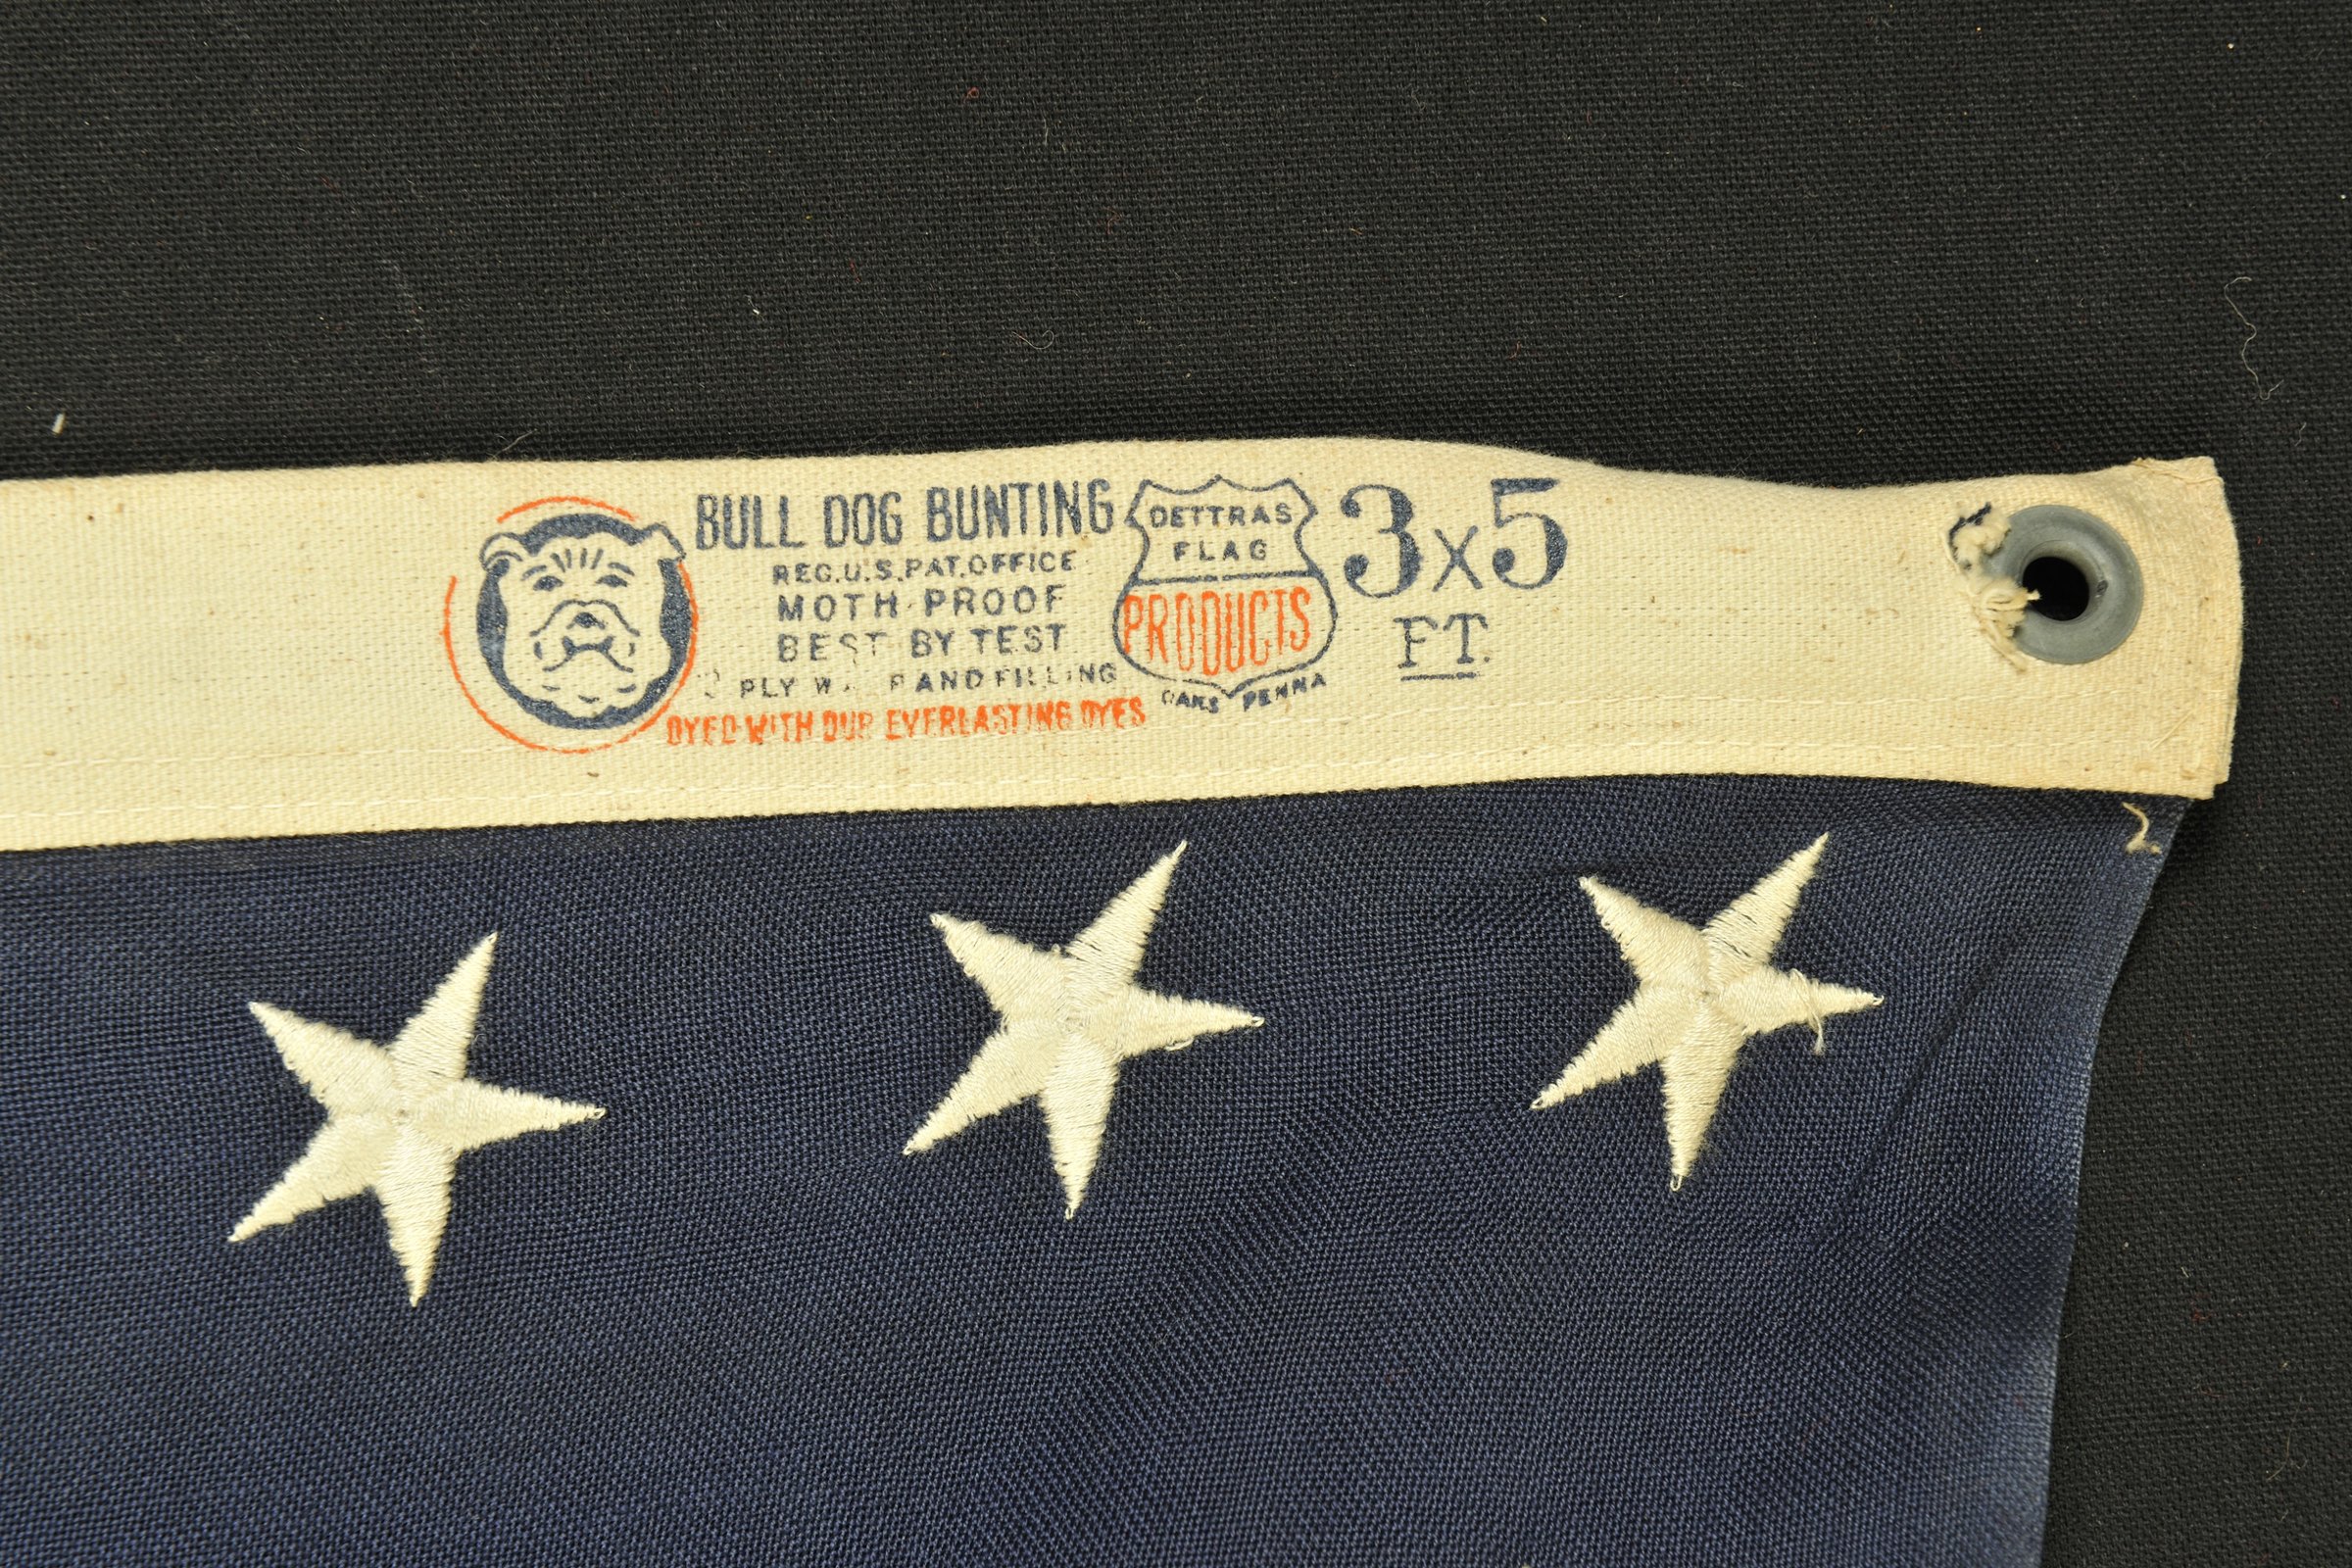 BULL DOG BUNTING
REG.U.S.PAT.OFFICE
MOTH PROOF
BEST BY TEST
PLY AND FILLING
DYED WITH OUR EVERLASTING DYES
DETTRAS
FLAG
PRODUCTS
OAKS PENNA
3x5
FT.